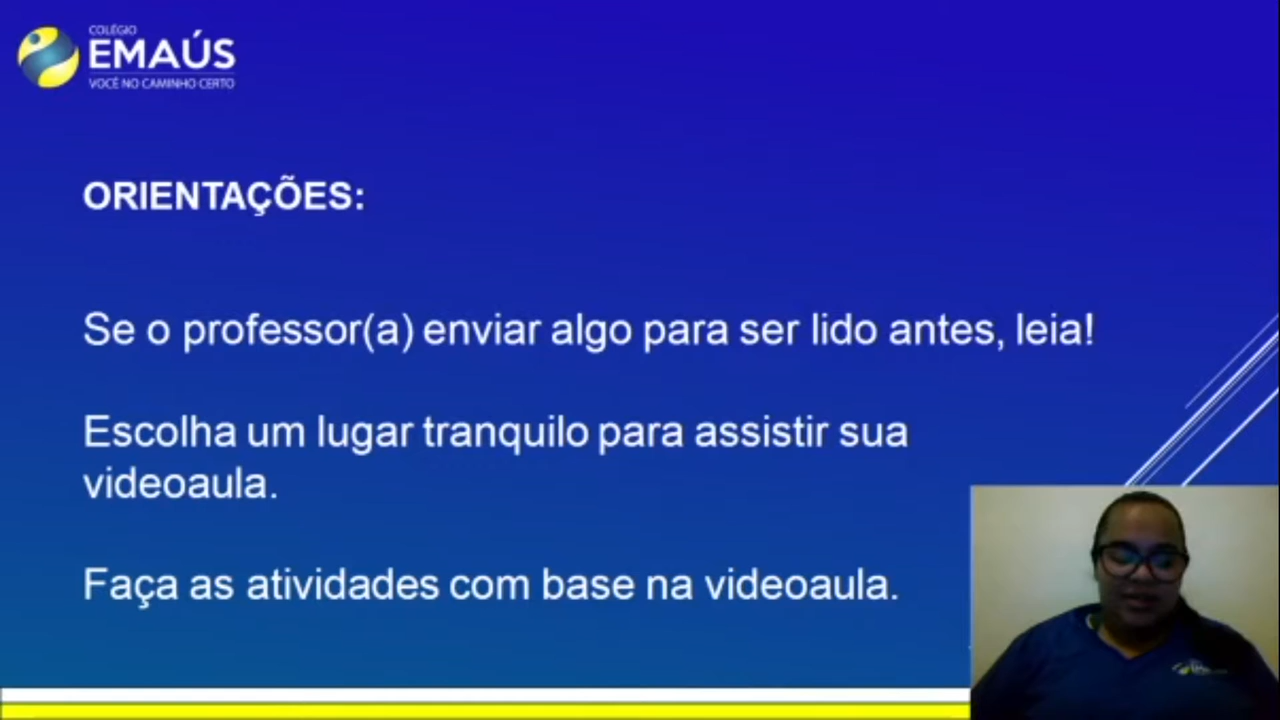 COLÉGIO
EMAÚS
VOCÊ NO CAMINHO CERTO
ORIENTAÇÕES:
Se o professor(a) enviar algo para ser lido antes, leia!
Escolha um lugar tranquilo para assistir sua
videoaula.
Faça as atividades com base na videoaula.